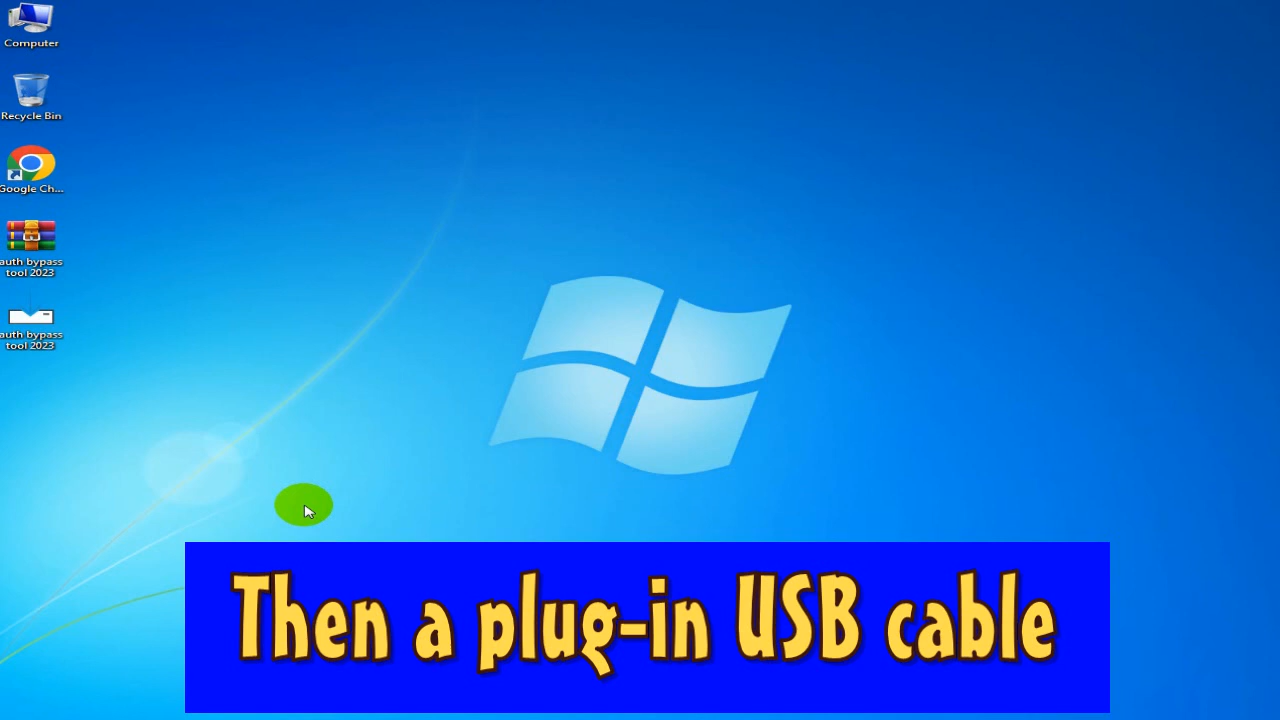 Computer
Recycle Bin
Google Ch...
auth bypass
tool 2023
auth bypass
tool 2023
Then a plug-in USB cable